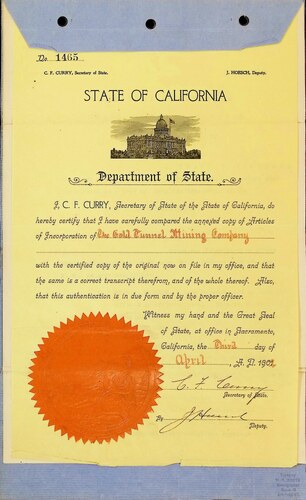 No 1465
C. F. CURRY, Secretary of State. J. HOESCH, Deputy.
STATE OF CALIFORNIA
Department of State.
I, C. F. CURRY, Secretary of State of the State of California, do
hereby certify that I have carefully compared the annexed copy of Articles
of Incorporation of The Gold Tunnel Mining Company
with the certified copy of the original now on file in my office, and that
the same is a correct transcript therefrom, and of the whole thereof. Also,
that this authentication is in due form and by the proper officer.
Witness my hand and the Great Seal
of State, at office in Sacramento,
California, the Third day of
April, A. D. 190
C. F. Curry
Secretary of State.
By J Hoesch
Deputy.